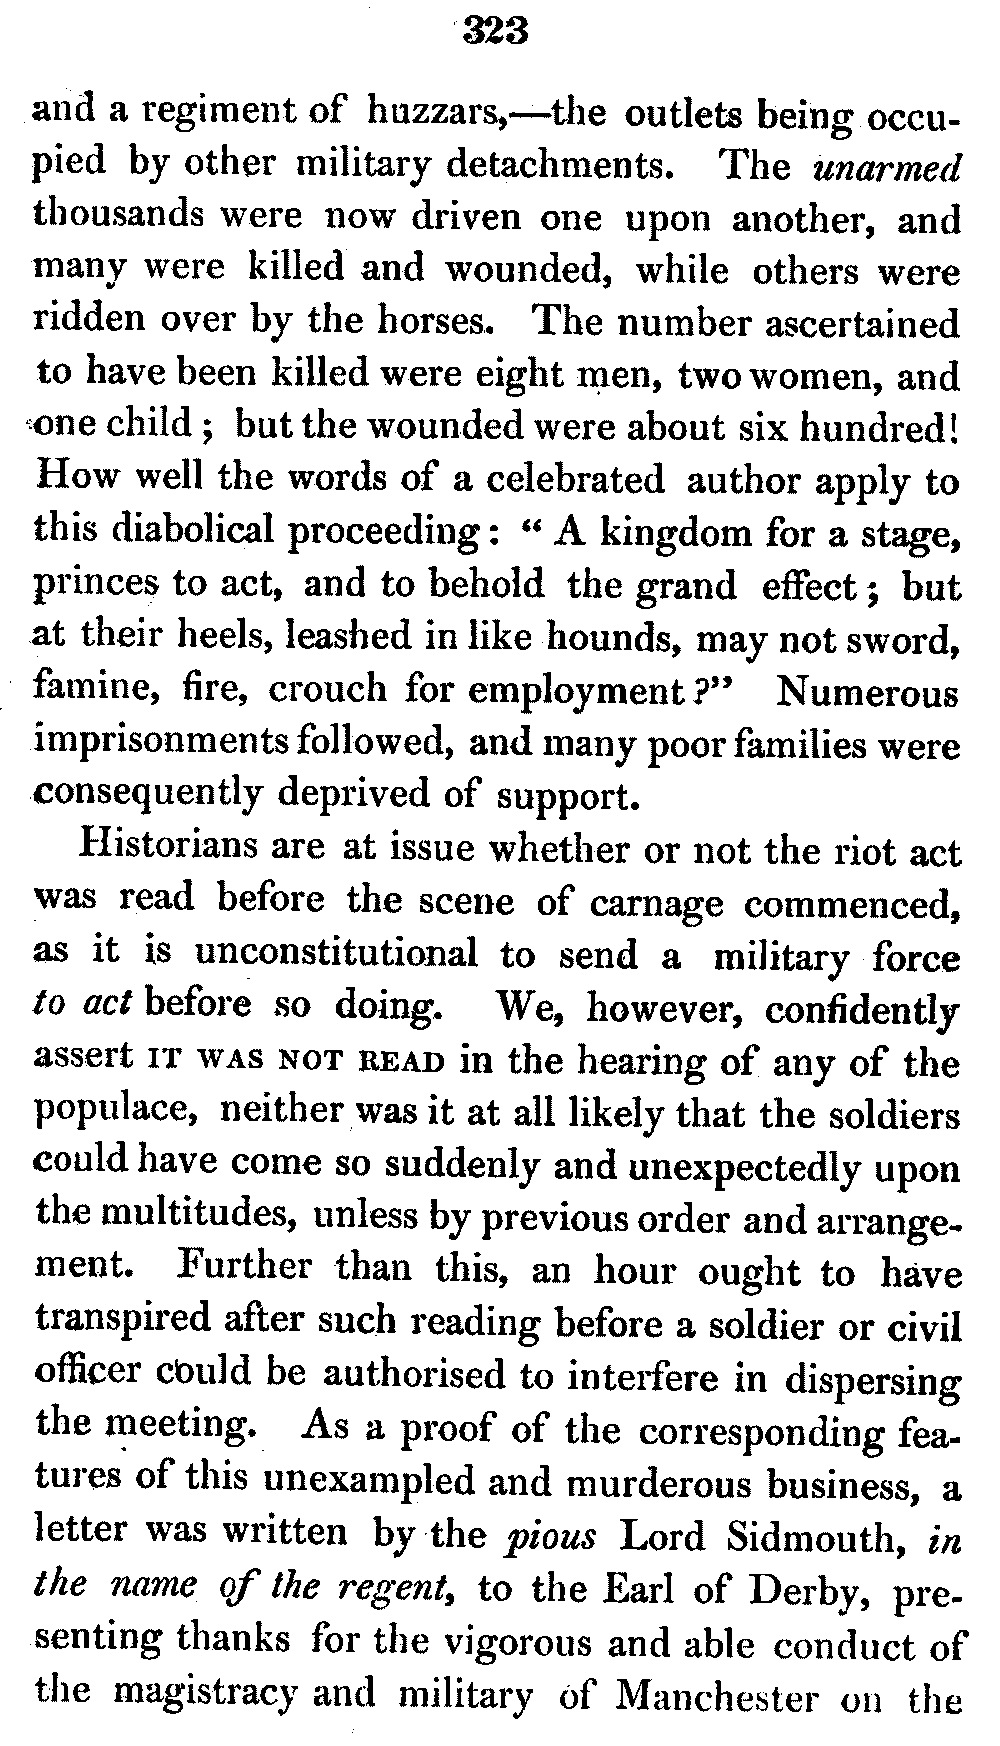 323
and a regiment of huzzars,—the outlets being occu-
pied by other military detachments. The unarmed
thousands were now driven one upon another, and
many were killed and wounded, while others were
ridden over by the horses. The number ascertained
to have been killed were eight men, two women, and
one child; but the wounded were about six hundred!
How well the words of a celebrated author apply to
this diabolical proceeding: “ A kingdom for a stage,
princes to act, and to behold the grand effect; but
at their heels, leashed in like hounds, may not sword,
famine, fire, crouch for employment?” Numerous
imprisonments followed, and many poor families were
consequently deprived of support.
Historians are at issue whether or not the riot act
was read before the scene of carnage commenced,
as it is unconstitutional to send a military force
to act before so doing. We, however, confidently
assert IT WAS NOT READ in the hearing of any of the
populace, neither was it at all likely that the soldiers
could have come so suddenly and unexpectedly upon
the multitudes, unless by previous order and arrange-
ment. Further than this, an hour ought to have
transpired after such reading before a soldier or civil
officer could be authorised to interfere in dispersing
the meeting. As a proof of the corresponding fea-
tures of this unexampled and murderous business, a
letter was written by the pious Lord Sidmouth, in
the name of the regent, to the Earl of Derby, pre-
senting thanks for the vigorous and able conduct of
the magistracy and military of Manchester on the